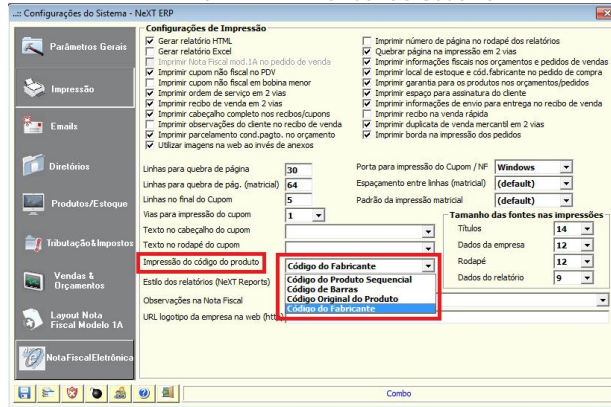 ..:: Configurações do Sistema - NeXT ERP
Parâmetros Gerais
Impressão
Emails
Diretórios
Produtos/Estoque
Tributação&Impostos
Vendas &
Orçamentos
Layout Nota
Fiscal Modelo 1A
NotaFiscalEletrônica
Configurações de Impressão
Gerar relatório HTML
Gerar relatório Excel
Imprimir Nota Fiscal mod.1A no pedido de venda
Imprimir cupom não fiscal no PDV
Imprimir cupom não fiscal em bobina menor
Imprimir ordem de serviço em 2 vias
Imprimir recibo de venda em 2 vias
Imprimir cabeçalho completo nos recibos/cupons
Imprimir observações do cliente no recibo de venda
Imprimir parcelamento cond.pagto. no orçamento
Utilizar imagens na web ao invés de anexos
Imprimir número de página no rodapé dos relatórios
Quebrar página na impressão em 2 vias
Imprimir informações fiscais nos orçamentos e pedidos de vendas
Imprimir local de estoque e cód.fabricante no pedido de compra
Imprimir garantia para os produtos nos orçamentos/pedidos
Imprimir espaço para assinatura do cliente
Imprimir informações de envio para entrega no recibo de venda
Imprimir recibo na venda rápida
Imprimir duplicata de venda mercantil em 2 vias
Imprimir borda na impressão dos pedidos
Linhas para quebra de página 30
Linhas para quebra de pág. (matricial) 64
Linhas no final do Cupom 5
Vias para impressão do cupom 1
Texto no cabeçalho do cupom
Texto no rodapé do cupom
Impressão do código do produto Código do Fabricante
Código do Produto Sequencial
Código de Barras
Código Original do Produto
Código do Fabricante
Estilo dos relatórios (NeXT Reports)
Observações na Nota Fiscal
URL logotipo da empresa na web (http)
Porta para impressão do Cupom / NF Windows
Espaçamento entre linhas (matricial) (default)
Padrão da impressão matricial (default)
Tamanho das fontes nas impressões
Títulos 14
Dados da empresa 12
Rodapé 12
Dados do relatório 9
Combo